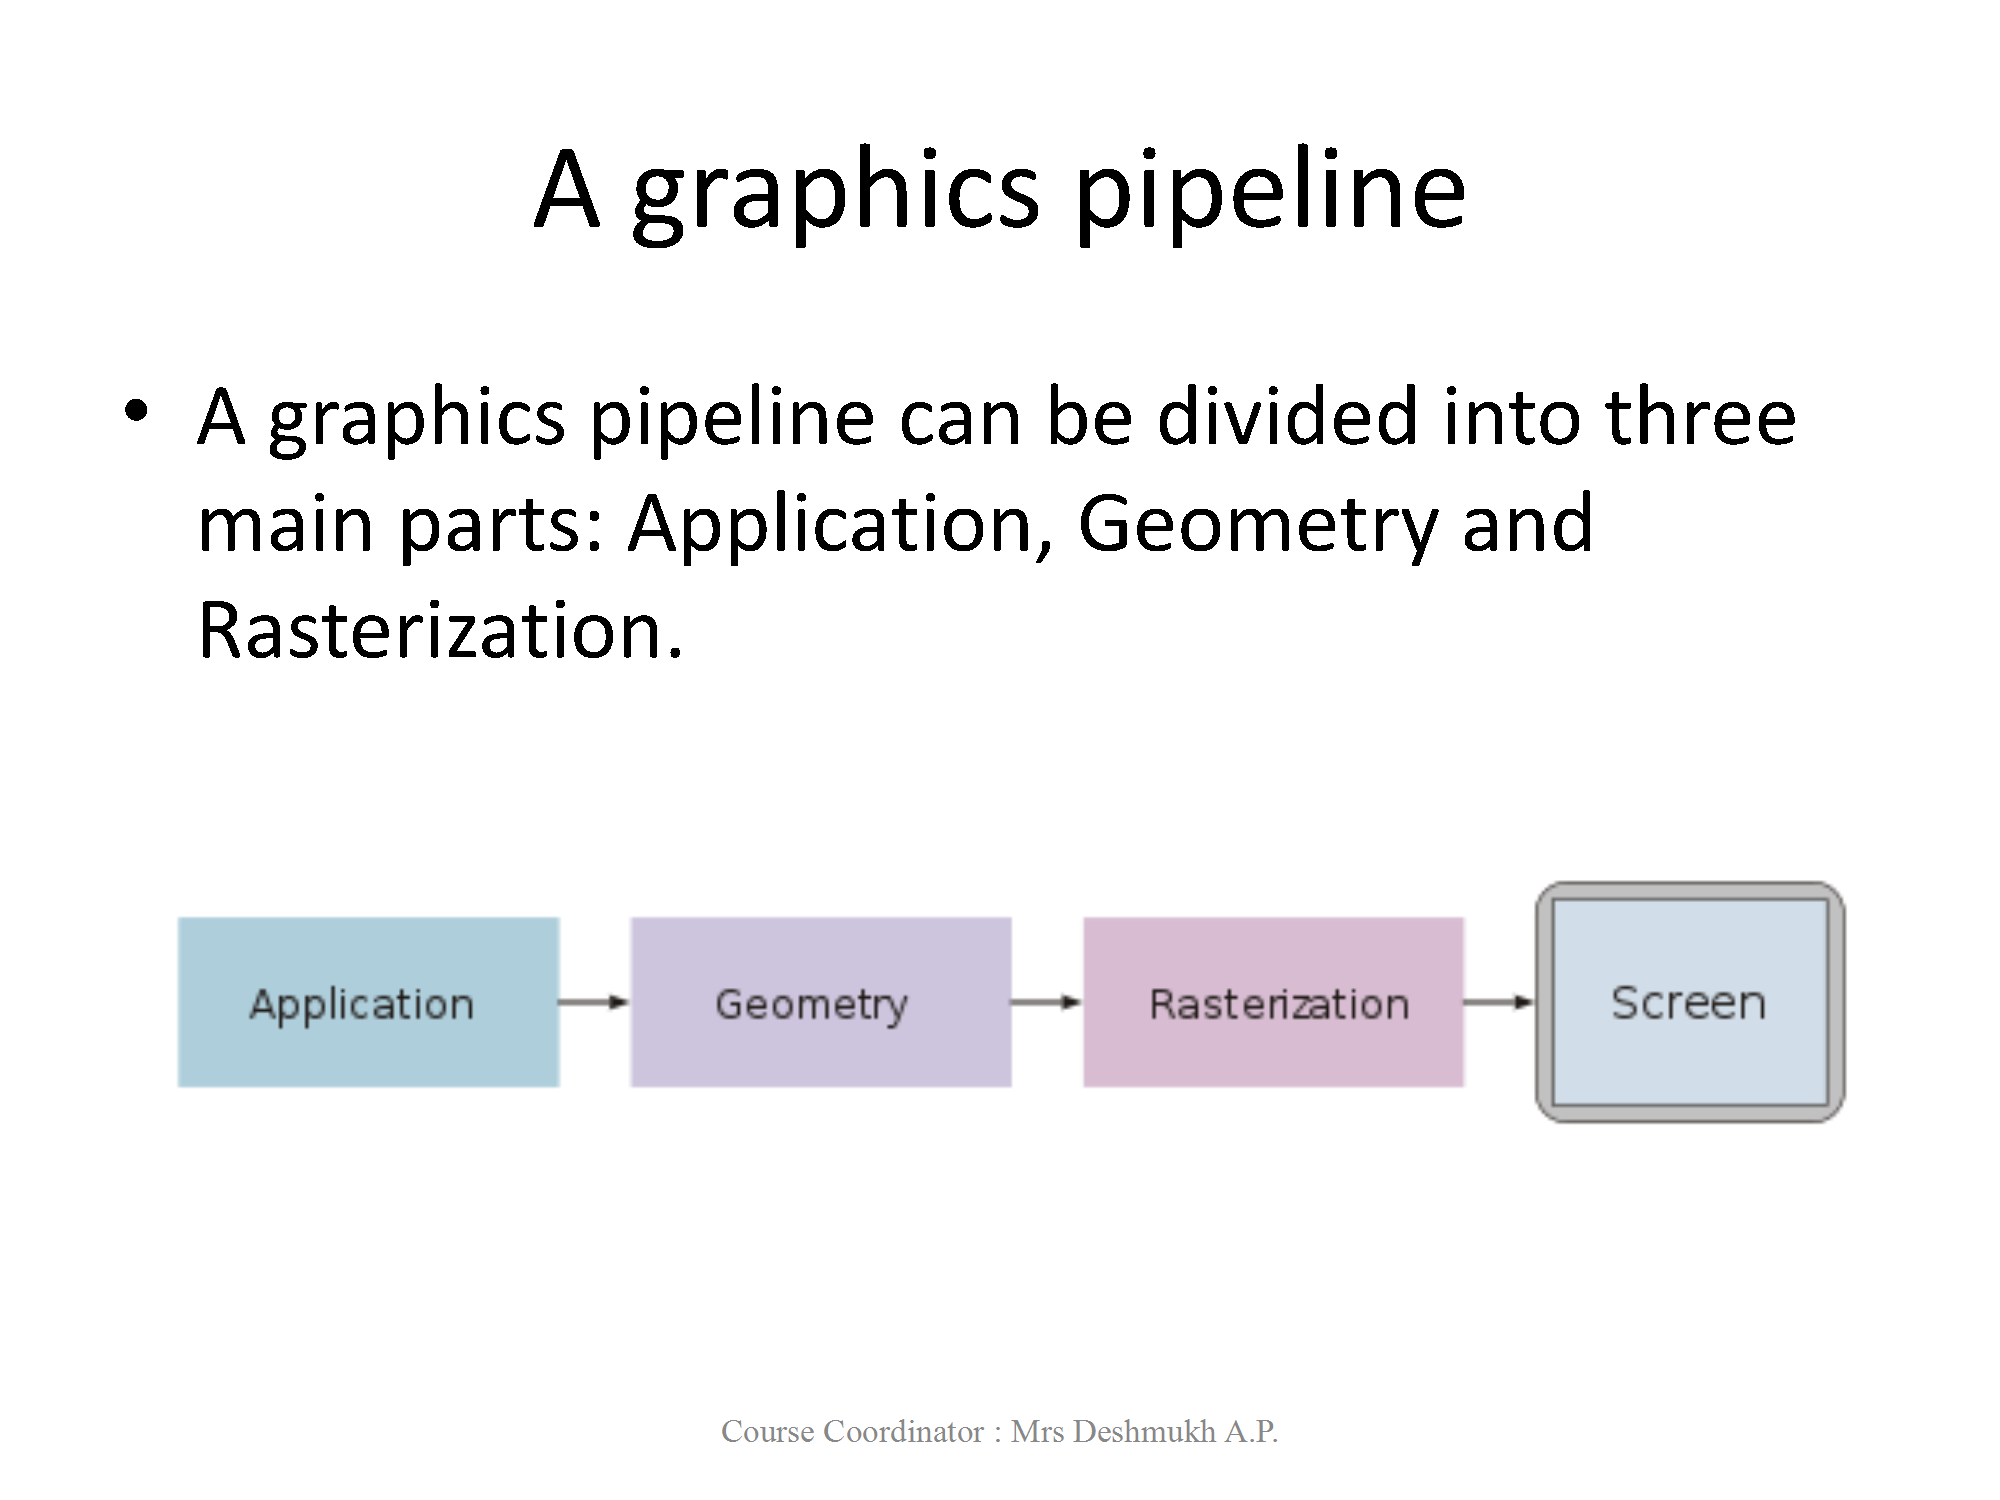 A graphics pipeline
• A graphics pipeline can be divided into three
main parts: Application, Geometry and
Rasterization.
Application
Geometry
Rasterization
Screen
Course Coordinator : Mrs Deshmukh A.P.